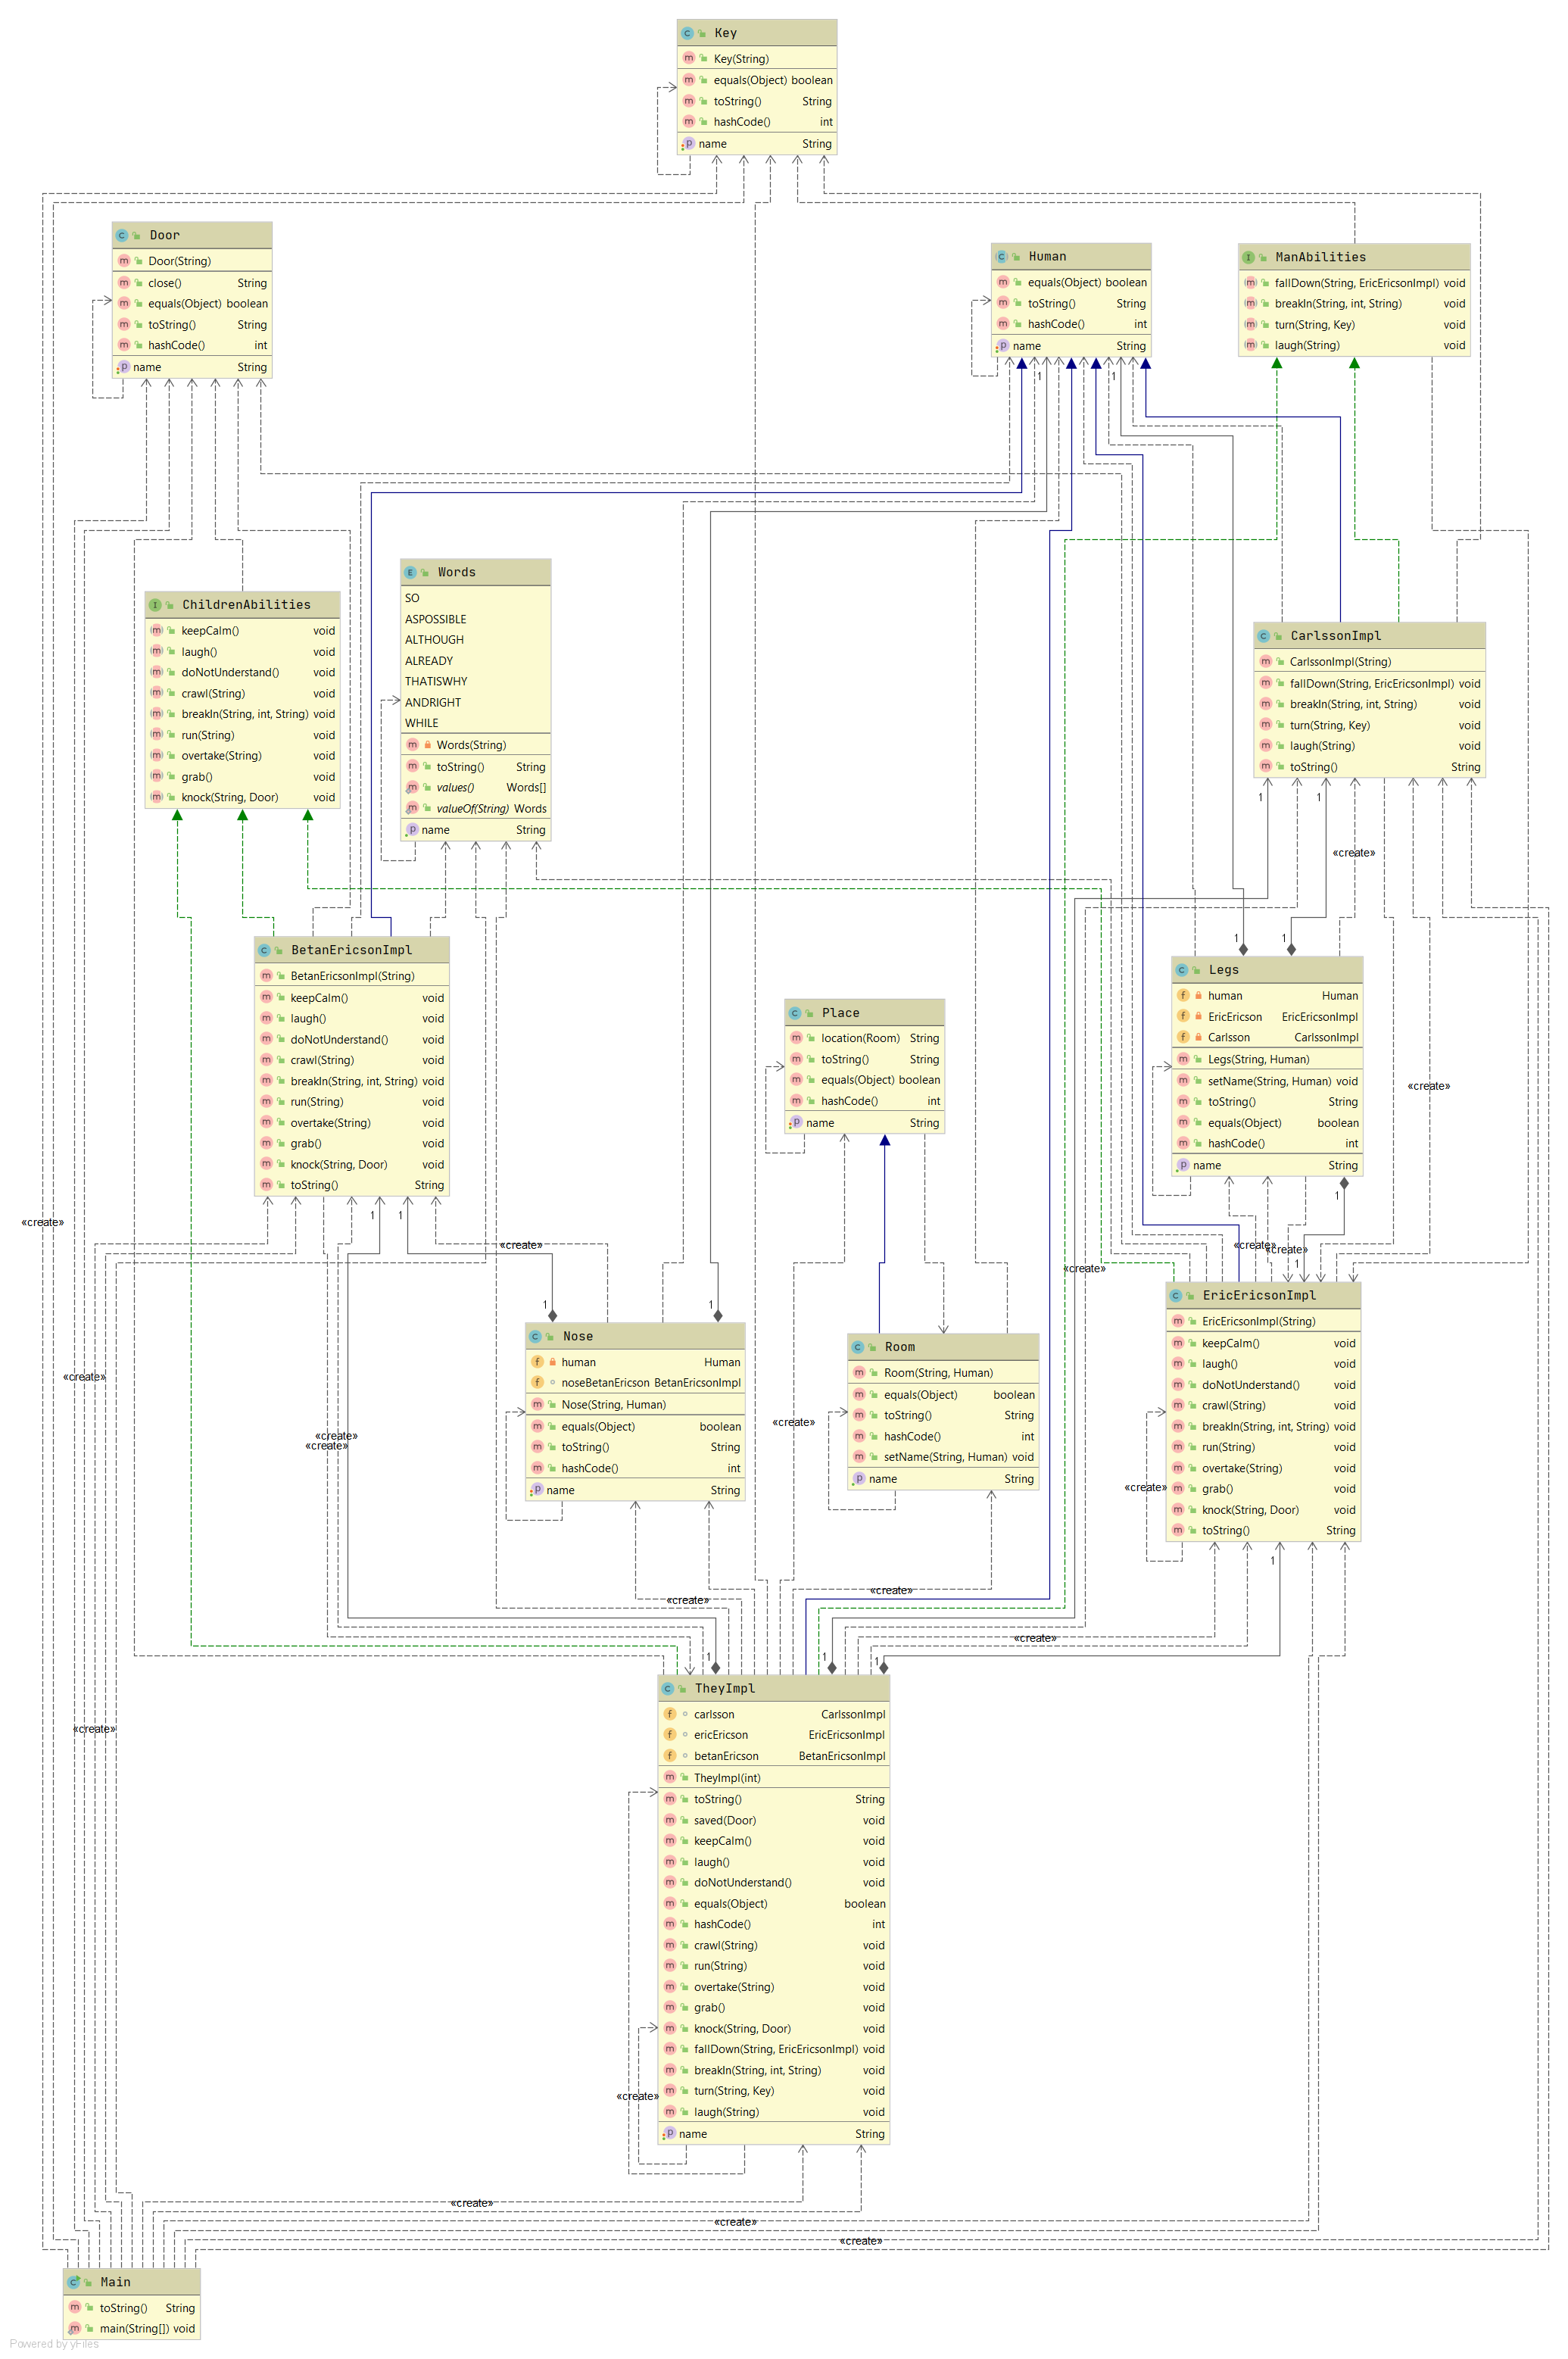 Key
Key(String)
equals(Object) boolean
toString() String
hashCode() int
name String
Door
Door(String)
close() String
equals(Object) boolean
toString() String
hashCode() int
name String
Human
equals(Object) boolean
toString() String
hashCode() int
name String
1
1
ManAbilities
fallDown(String, EricEricsonImpl) void
breakIn(String, int, String) void
turn(String, Key) void
laugh(String) void
Words
SO
ASPOSSIBLE
ALTHOUGH
ALREADY
THATISWHY
ANDRIGHT
WHILE
Words(String)
toString() String
values() Words[]
valueOf(String) Words
name String
ChildrenAbilities
keepCalm() void
laugh() void
doNotUnderstand() void
crawl(String) void
breakIn(String, int, String) void
run(String) void
overtake(String) void
grab() void
knock(String, Door) void
CarlssonImpl
CarlssonImpl(String)
fallDown(String, EricEricsonImpl) void
breakIn(String, int, String) void
turn(String, Key) void
laugh(String) void
toString() String
1
1
«create»
BetanEricsonImpl
BetanEricsonImpl(String)
keepCalm() void
laugh() void
doNotUnderstand() void
crawl(String) void
breakIn(String, int, String) void
run(String) void
overtake(String) void
grab() void
knock(String, Door) void
toString() String
1
1
Place
location(Room) String
toString() String
equals(Object) boolean
hashCode() int
name String
1
1
Legs
human Human
EricEricson EricEricsonImpl
Carlsson CarlssonImpl
Legs(String, Human)
setName(String, Human) void
toString() String
equals(Object) boolean
hashCode() int
name String
1
«create»
«create»
«create»
«create»
«create»
«create»
1
1
1
Nose
human Human
noseBetanEricson BetanEricsonImpl
Nose(String, Human)
equals(Object) boolean
toString() String
hashCode() int
name String
Room
Room(String, Human)
equals(Object) boolean
toString() String
hashCode() int
setName(String, Human) void
name String
EricEricsonImpl
EricEricsonImpl(String)
keepCalm() void
laugh() void
doNotUnderstand() void
crawl(String) void
breakIn(String, int, String) void
run(String) void
overtake(String) void
grab() void
knock(String, Door) void
toString() String
1
«create»
«create»
«create»
«create»
«create»
«create»
«create»
«create»
«create»
1
1
1
TheyImpl
carlsson CarlssonImpl
ericEricson EricEricsonImpl
betanEricson BetanEricsonImpl
TheyImpl(int)
toString() String
saved(Door) void
keepCalm() void
laugh() void
doNotUnderstand() void
equals(Object) boolean
hashCode() int
crawl(String) void
run(String) void
overtake(String) void
grab() void
knock(String, Door) void
fallDown(String, EricEricsonImpl) void
breakIn(String, int, String) void
turn(String, Key) void
laugh(String) void
name String
«create»
«create»
«create»
«create»
Main
toString() String
main(String[]) void
Powered by yFiles